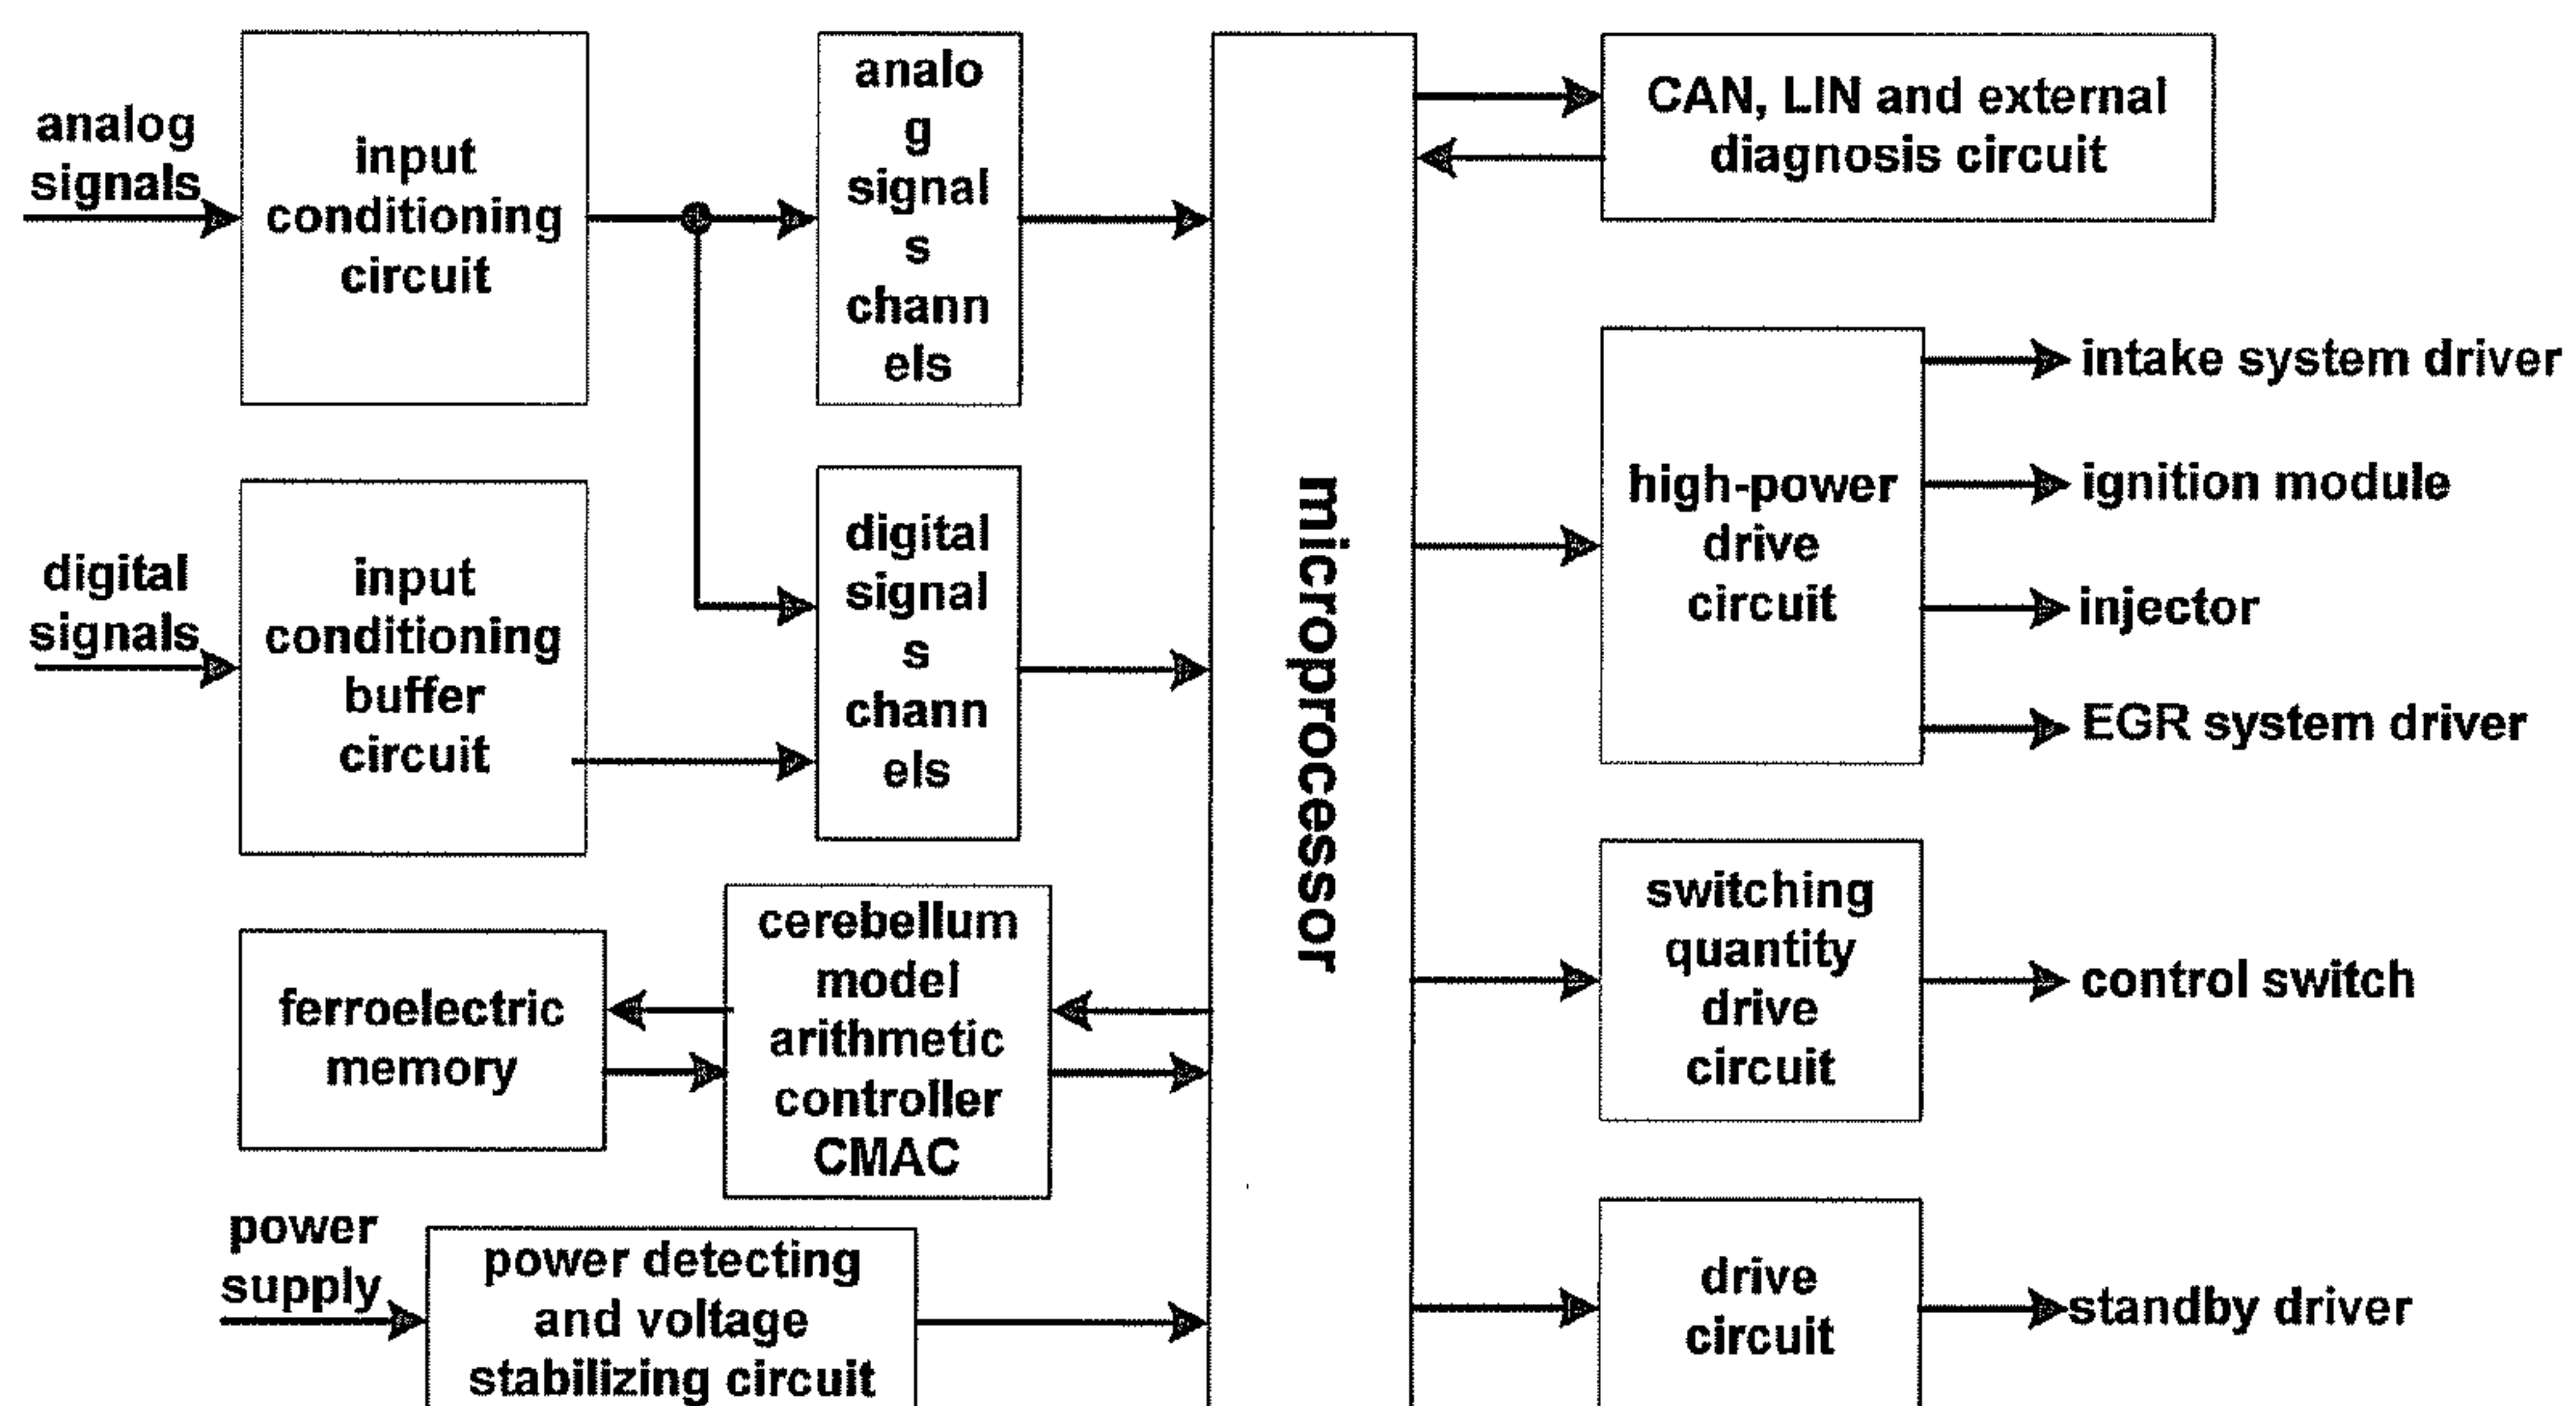 analog
signals
input
conditioning
circuit
analo
g
signal
s
chann
els
digital
signals
input
conditioning
buffer
circuit
digital
signal
s
chann
els
ferroelectric
memory
cerebellum
model
arithmetic
controller
CMAC
power
supply
power detecting
and voltage
stabilizing circuit
microprocessor
CAN, LIN and external
diagnosis circuit
high-power
drive
circuit
intake system driver
ignition module
injector
EGR system driver
switching
quantity
drive
circuit
control switch
drive
circuit
standby driver